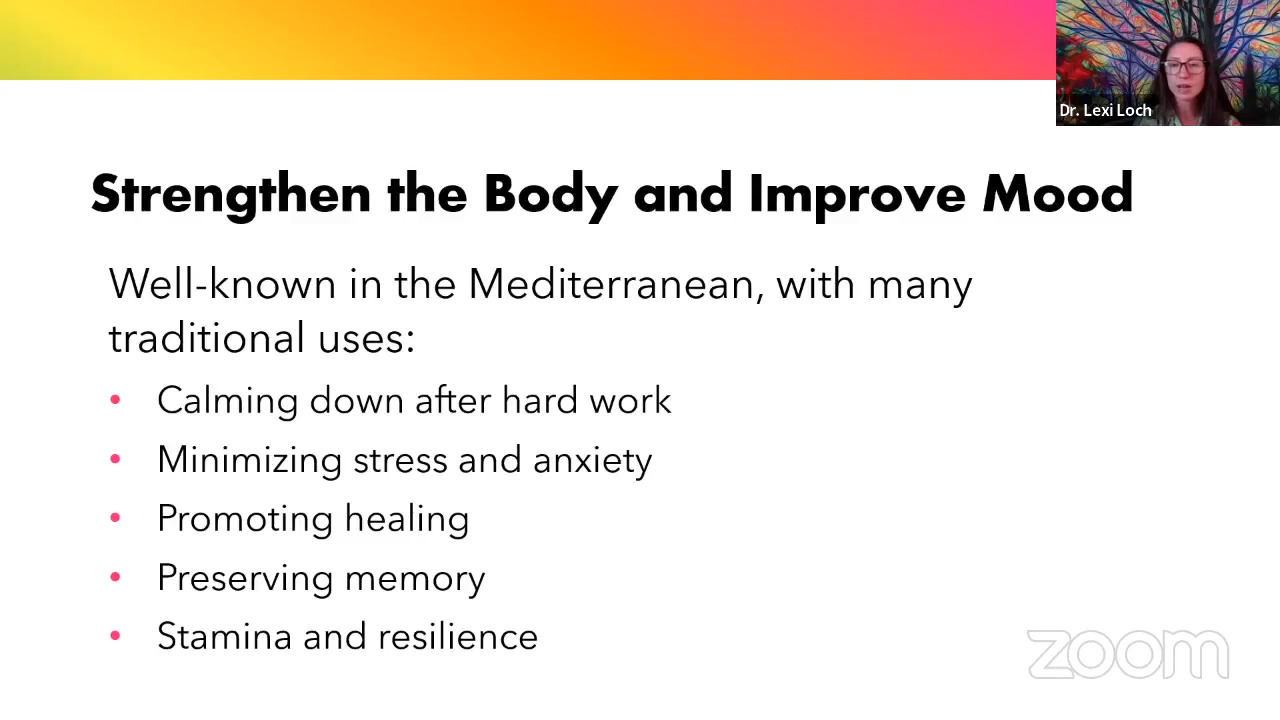 Dr. Lexi Loch
Strengthen the Body and Improve Mood
Well-known in the Mediterranean, with many
traditional uses:
• Calming down after hard work
• Minimizing stress and anxiety
• Promoting healing
• Preserving memory
• Stamina and resilience
zoom